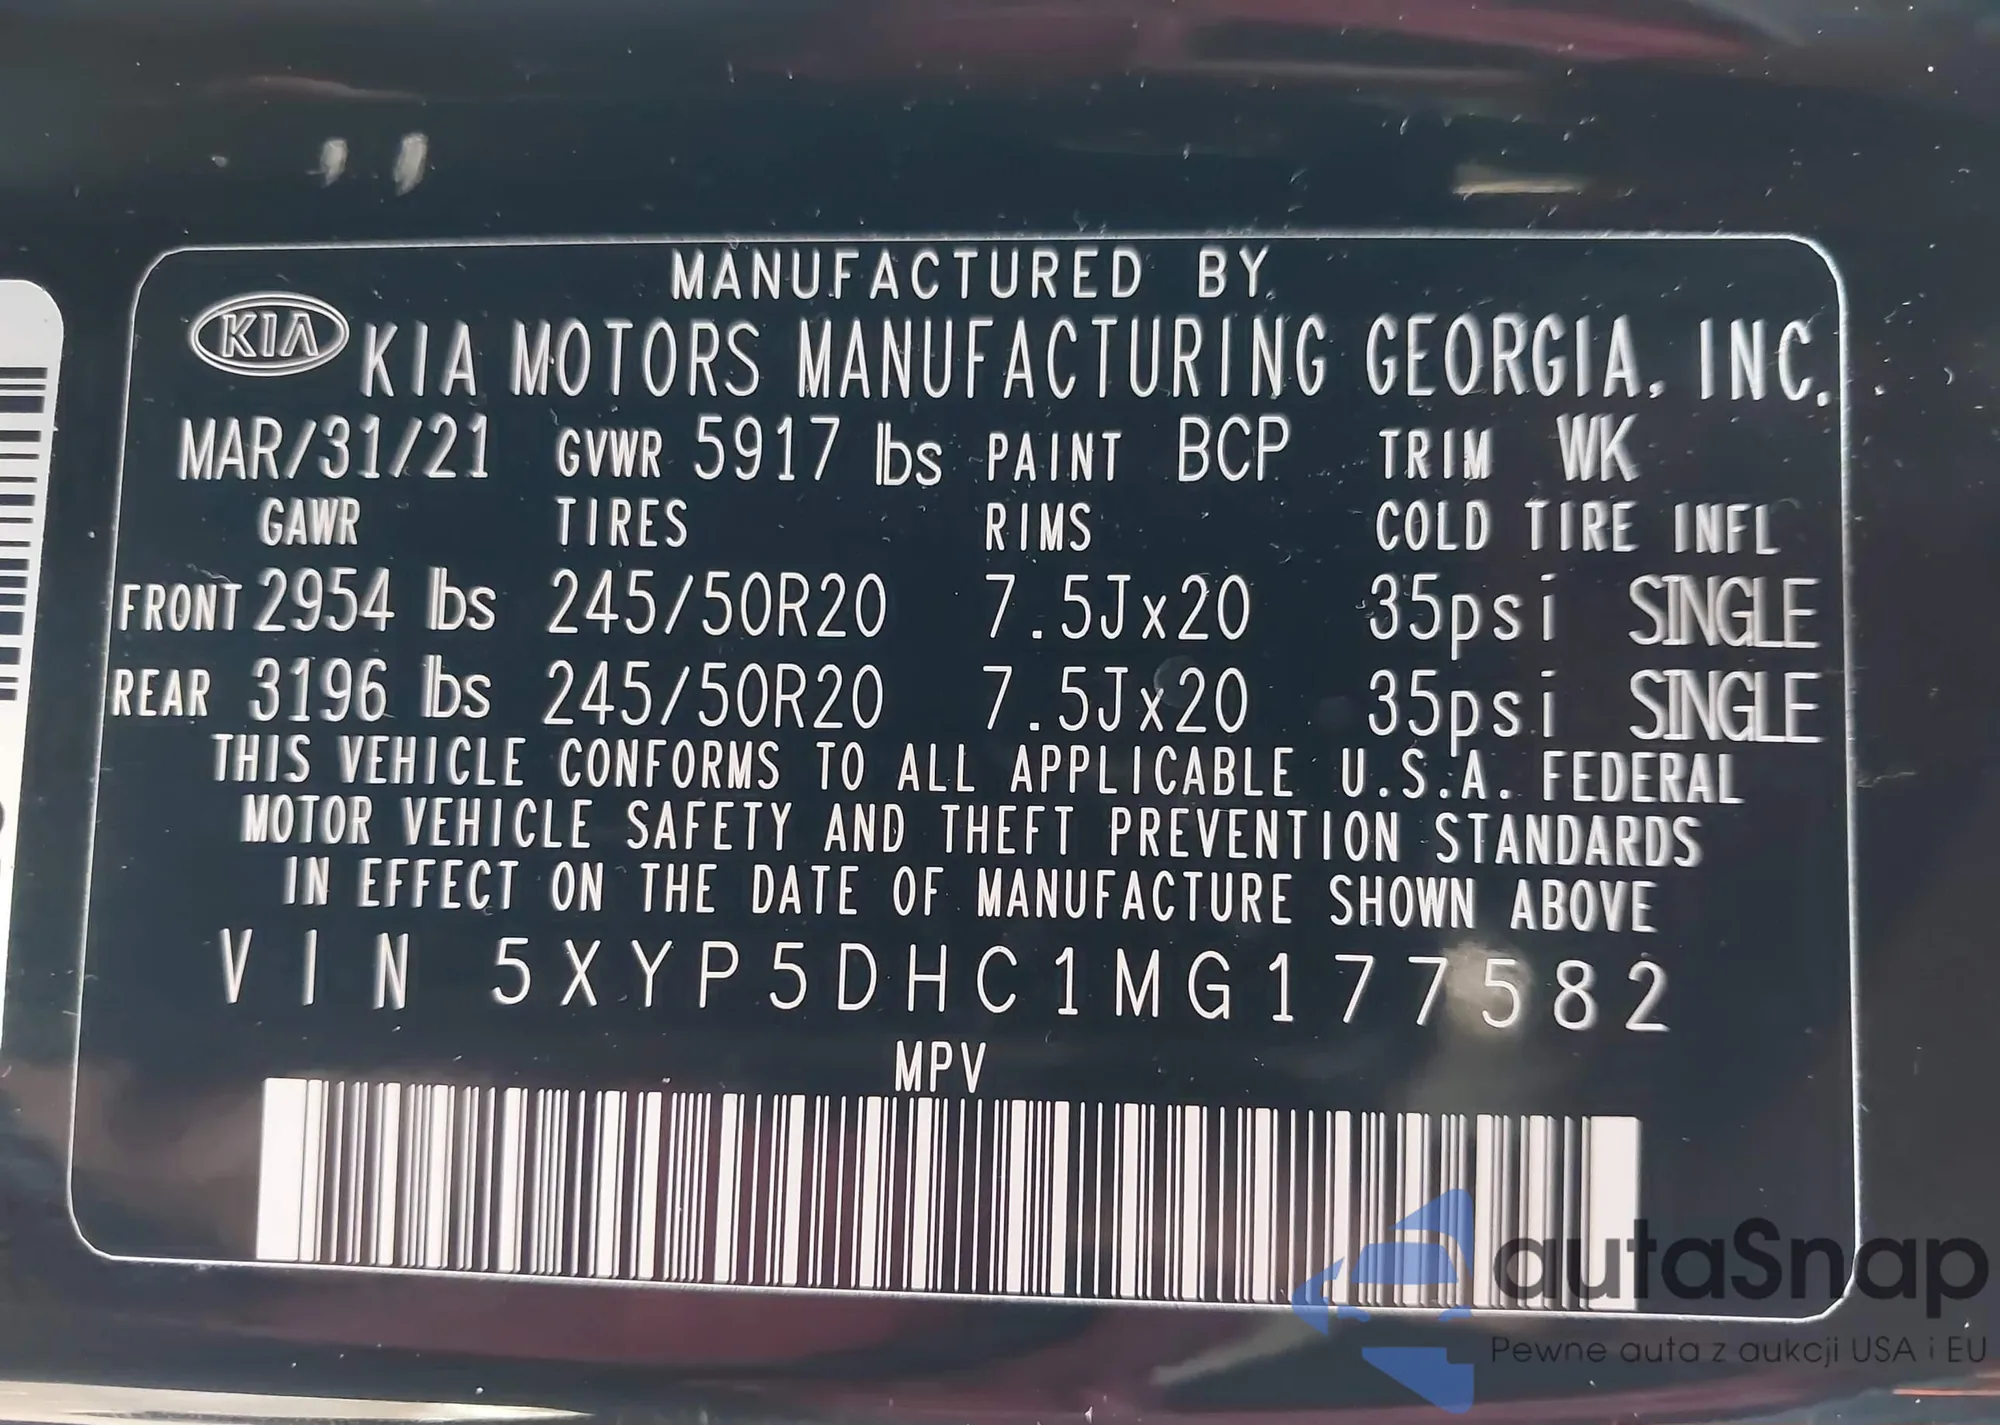 MANUFACTURED BY
KIA KIA MOTORS MANUFACTURING GEORGIA, INC.
MAR/31/21 GVWR 5917 lbs PAINT BCP TRIM WK
GAWR TIRES RIMS COLD TIRE INFL
FRONT 2954 lbs 245/50R20 7.5Jx20 35psi SINGLE
REAR 3196 lbs 245/50R20 7.5Jx20 35psi SINGLE
THIS VEHICLE CONFORMS TO ALL APPLICABLE U.S.A. FEDERAL
MOTOR VEHICLE SAFETY AND THEFT PREVENTION STANDARDS
IN EFFECT ON THE DATE OF MANUFACTURE SHOWN ABOVE
VIN 5XYP5DHC1MG177582
MPV
autaSnap
Pewne auta z aukcji USA i EU